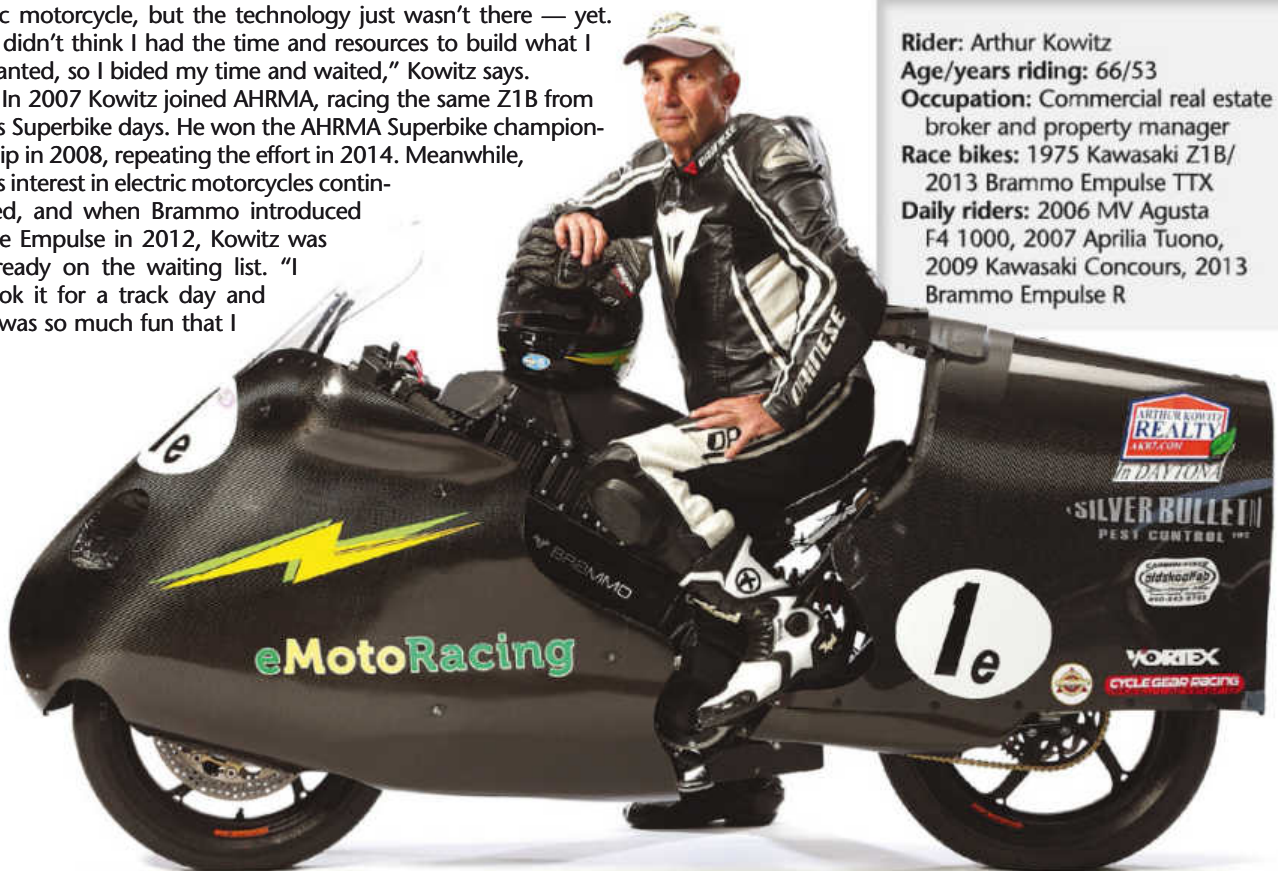 ic motorcycle, but the technology just wasn't there — yet.
didn't think I had the time and resources to build what I
anted, so I bided my time and waited,” Kowitz says.
In 2007 Kowitz joined AHRMA, racing the same Z1B from
s Superbike days. He won the AHRMA Superbike champion-
ip in 2008, repeating the effort in 2014. Meanwhile,
s interest in electric motorcycles contin-
ed, and when Brammo introduced
e Empulse in 2012, Kowitz was
ready on the waiting list. “I
ok it for a track day and
was so much fun that I
Rider: Arthur Kowitz
Age/years riding: 66/53
Occupation: Commercial real estate
broker and property manager
Race bikes: 1975 Kawasaki Z1B/
2013 Brammo Empulse TTX
Daily riders: 2006 MV Agusta
F4 1000, 2007 Aprilia Tuono,
2009 Kawasaki Concours, 2013
Brammo Empulse R
DAINESE
DAINESE
1e
BRAMMO
eMotoRacing
ARTHUR KOWITZ
REALTY
AKRE.COM
in DAYTONA
SILVER BULLET
PEST CONTROL
oldskoolfab
1e
VORTEX
CYCLE GEAR RACING